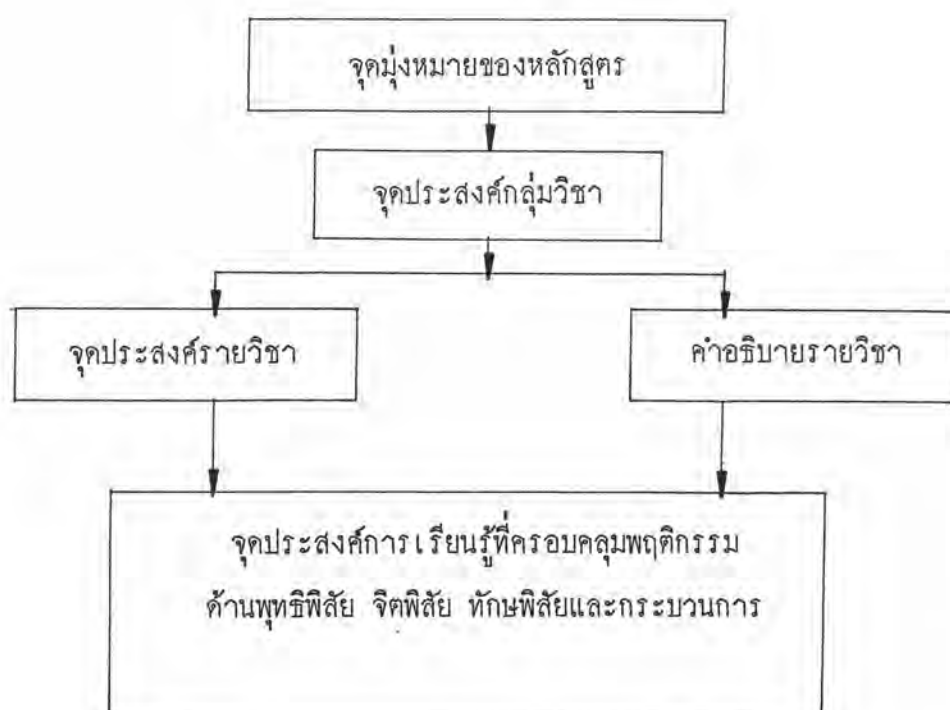 จุดมุ่งหมายของหลักสูตร
จุดประสงค์กลุ่มวิชา
จุดประสงค์รายวิชา
คำอธิบายรายวิชา
จุดประสงค์การเรียนรู้ที่ครอบคลุมพฤติกรรม
ด้านพุทธิพิสัย จิตพิสัย ทักษพิสัยและกระบวนการ